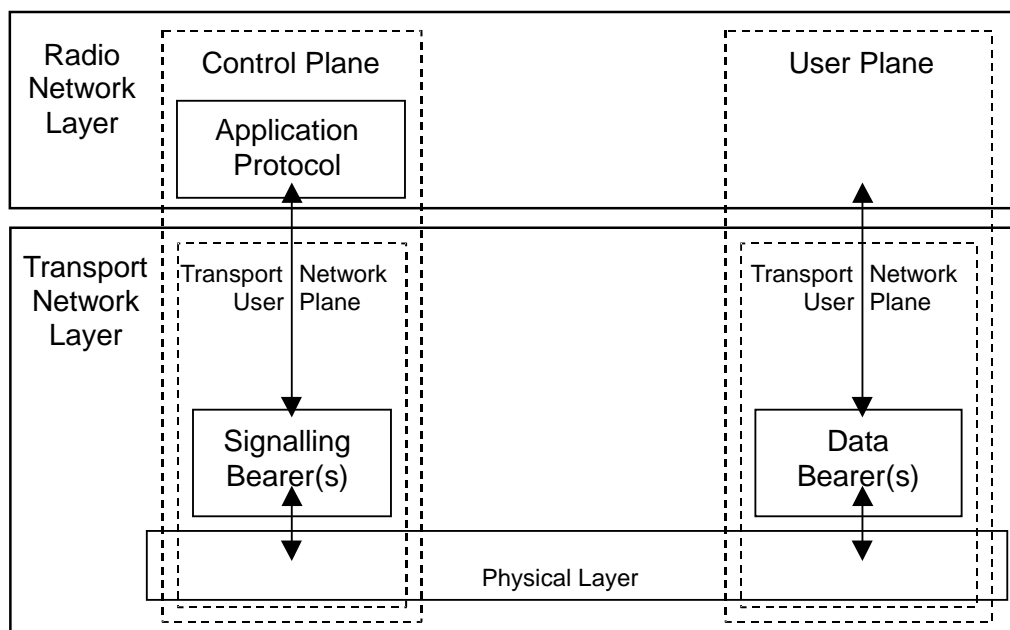 Radio
Network
Layer
Control Plane
User Plane
Application
Protocol
Transport
Network
Layer
Transport Network
User Plane
Transport Network
User Plane
Signalling
Bearer(s)
Data
Bearer(s)
Physical Layer